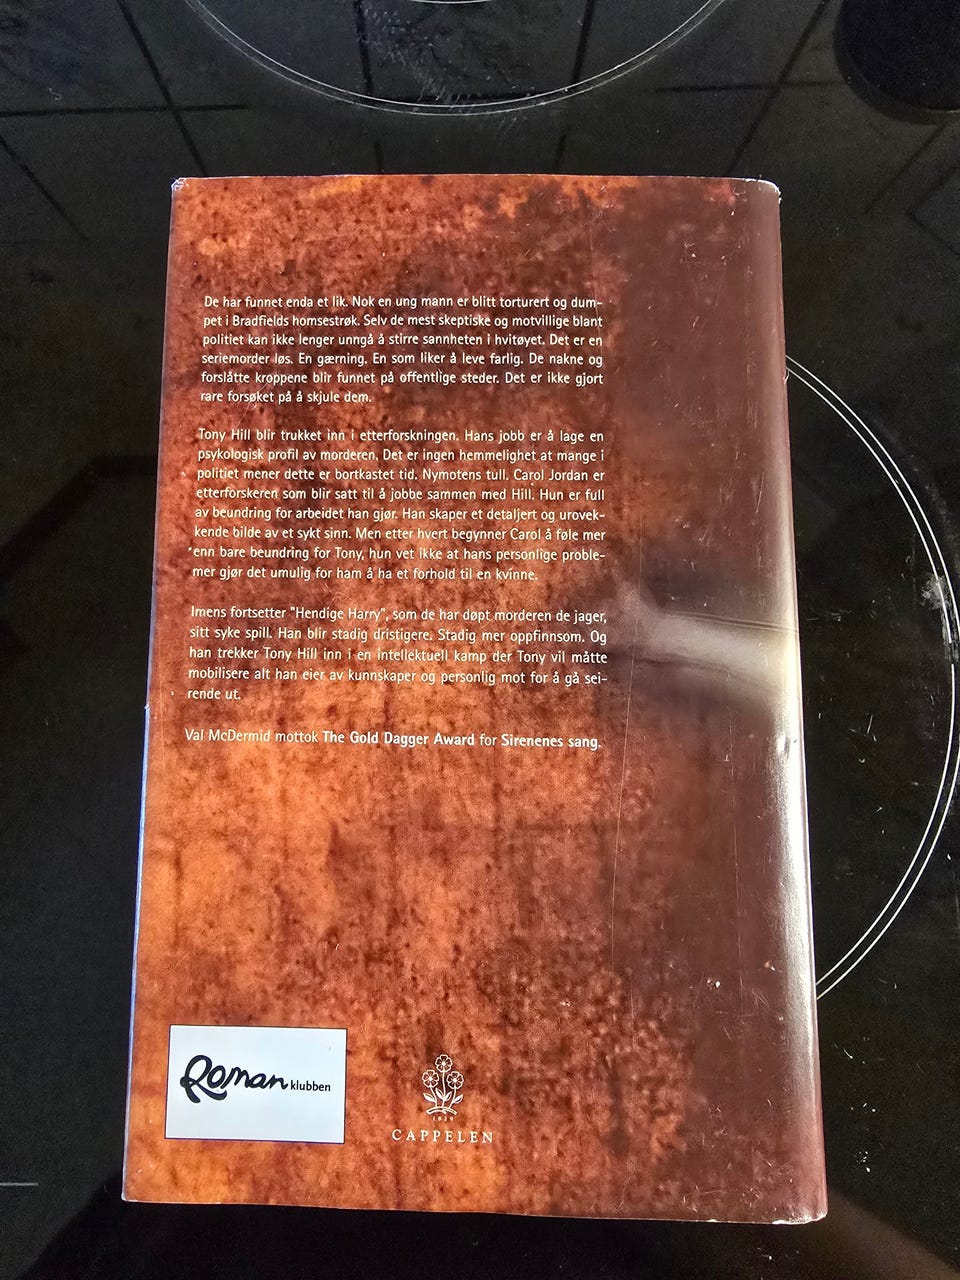 De har funnet enda et lik. Nok en ung mann er blitt torturert og dum-
pet i Bradfields homsestrøk. Selv de mest skeptiske og motvillige blant
politiet kan ikke lenger unngå å stirre sannheten i hvitøyet. Det er en
seriemorder løs. En gærning. En som liker å leve farlig. De nakne og
forslåtte kroppene blir funnet på offentlige steder. Det er ikke gjort
rare forsøket på å skjule dem.
Tony Hill blir trukket inn i etterforskningen. Hans jobb er å lage en
psykologisk profil av morderen. Det er ingen hemmelighet at mange i
politiet mener dette er bortkastet tid. Nymotens tull. Carol Jordan er
etterforskeren som blir satt til å jobbe sammen med Hill. Hun er full
av beundring for arbeidet han gjør. Han skaper et detaljert og urovek-
kende bilde av et sykt sinn. Men etter hvert begynner Carol å føle mer
enn bare beundring for Tony, hun vet ikke at hans personlige proble-
mer gjør det umulig for ham å ha et forhold til en kvinne.
Imens fortsetter "Hendige Harry", som de har døpt morderen de jager,
sitt syke spill. Han blir stadig dristigere. Stadig mer oppfinnsom. Og
han trekker Tony Hill inn i en intellektuell kamp der Tony vil måtte
mobilisere alt han eier av kunnskaper og personlig mot for å gå sei-
rende ut.
Val McDermid mottok The Gold Dagger Award for Sirenenes sang.
Roman klubben
1829
CAPPELEN